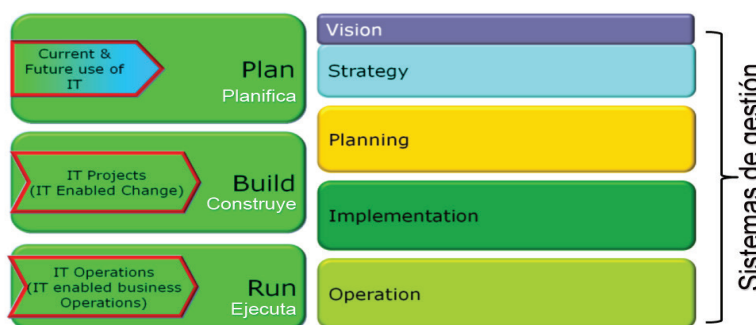 Current &
Future use of
IT
Plan
Planifica
IT Projects
(IT Enabled Change)
Build
Construye
IT Operations
(IT enabled business
Operations)
Run
Ejecuta
Vision
Strategy
Planning
Implementation
Operation
Sistemas de gestión